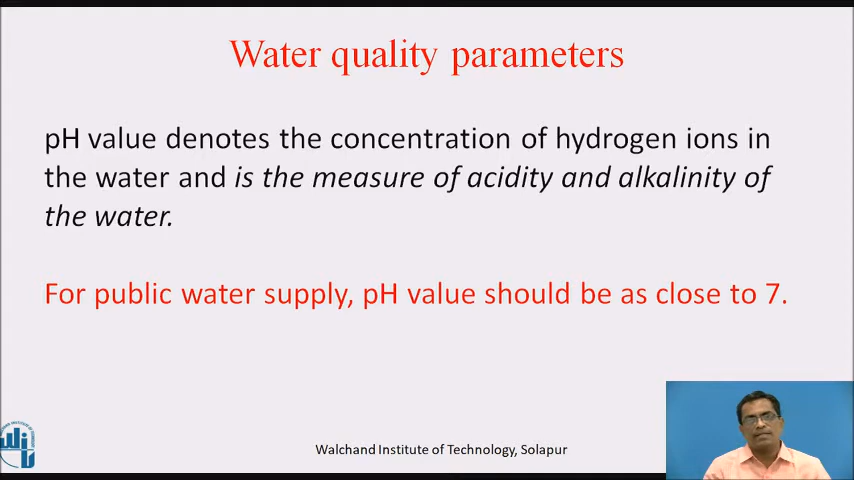 Water quality parameters
pH value denotes the concentration of hydrogen ions in
the water and is the measure of acidity and alkalinity of
the water.
For public water supply, pH value should be as close to 7.
Walchand Institute of Technology, Solapur